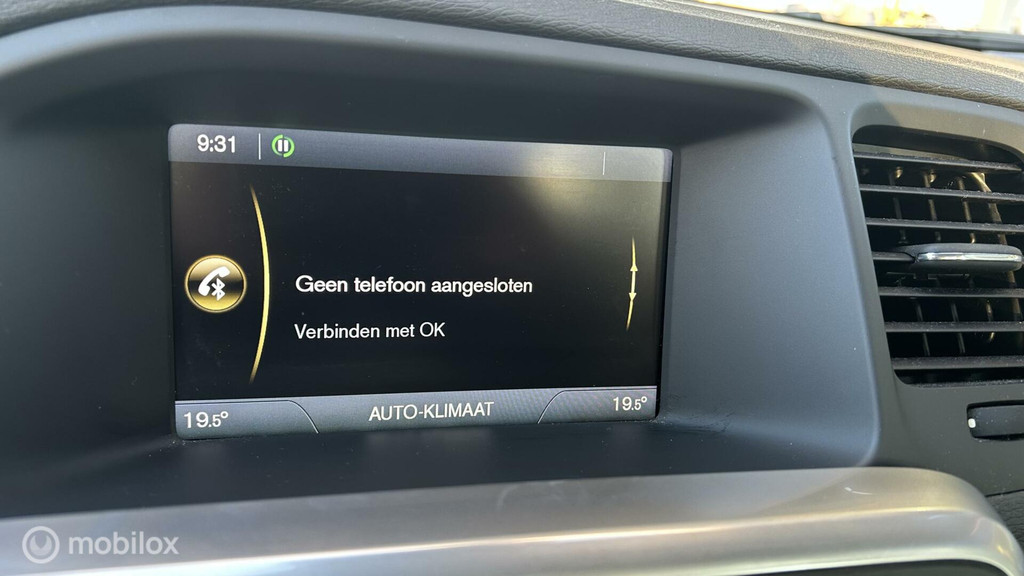 9:31
Geen telefoon aangesloten
Verbinden met OK
19.5° AUTO-KLIMAAT 19.5°
mobilox